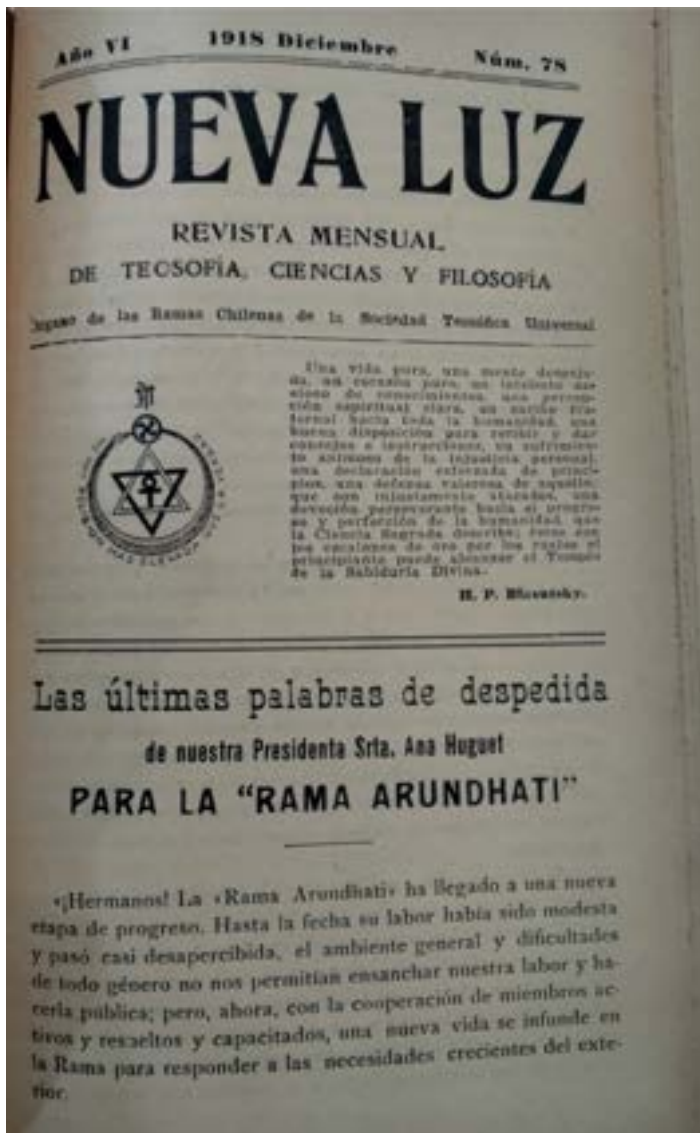 Año VI
1918 Diciembre
Núm. 78
NUEVA LUZ
REVISTA MENSUAL
DE TEOSOFÍA, CIENCIAS Y FILOSOFÍA
Organo de las Ramas Chilenas de la Sociedad Teosófica Universal
Una vida pura, una mente despeja-
da, un corazón puro, un intelecto an-
sioso de conocimientos, una percep-
ción espiritual clara, un cariño fra-
ternal hacia toda la humanidad, una
buena disposición para recibir y dar
consejos e instrucciones, un sufrimien-
to animoso de la injusticia personal,
una declaración esforzada de princi-
pios, una defensa valerosa de aquellos
que son injustamente atacados, una
devoción perseverante hacia el progre-
so y perfección de la humanidad, que
la Ciencia Sagrada describe; éstos son
los escalones de oro por los cuales el
principiante puede alcanzar el Templo
de la Sabiduría Divina.
H. P. Blavatsky.
RELIGION MAS ELEVADA QUE
Las últimas palabras de despedida
de nuestra Presidenta Srta. Ana Huguet
PARA LA "RAMA ARUNDHATI"
«¡Hermanos! La «Rama Arundhati» ha llegado a una nueva
etapa de progreso. Hasta la fecha su labor había sido modesta
y pasó casi desapercibida, el ambiente general y dificultades
de todo género no nos permitían ensanchar nuestra labor y ha-
cerla pública; pero, ahora, con la cooperación de miembros ac-
tivos y resueltos y capacitados, una nueva vida se infunde en
la Rama para responder a las necesidades crecientes del exte-
rior.